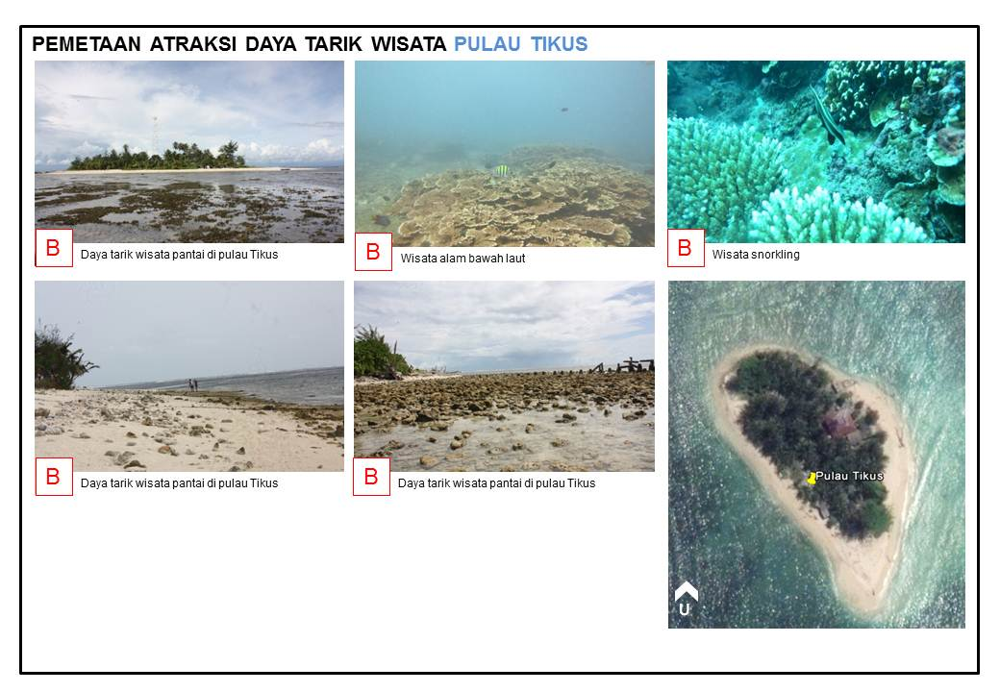 PEMETAAN ATRAKSI DAYA TARIK WISATA PULAU TIKUS
B
Daya tarik wisata pantai di pulau Tikus
B
Wisata alam bawah laut
B
Wisata snorkling
B
Daya tarik wisata pantai di pulau Tikus
B
Daya tarik wisata pantai di pulau Tikus
Pulau Tikus
U